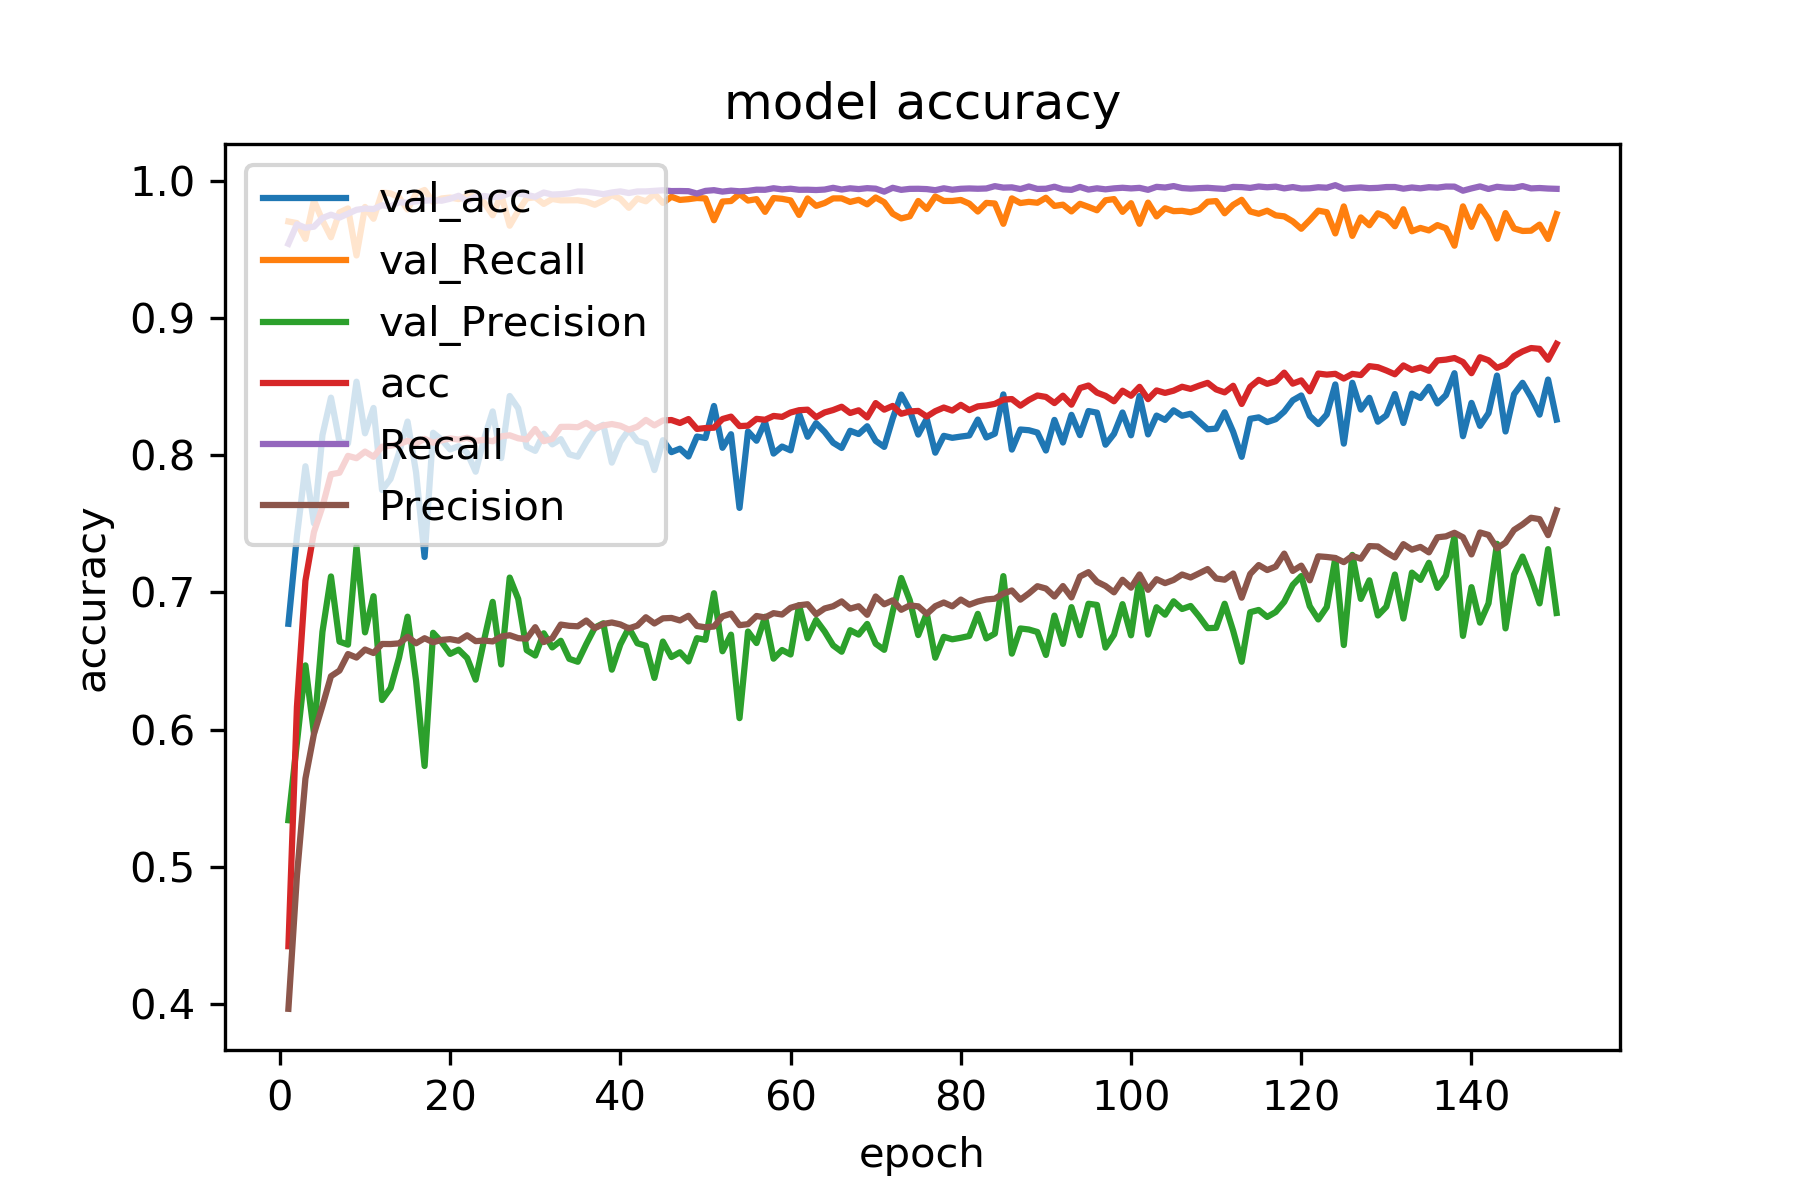 model accuracy
val_acc
val_Recall
val_Precision
acc
Recall
Precision
1.0
0.9
0.8
0.7
0.6
0.5
0.4
accuracy
0 20 40 60 80 100 120 140
epoch